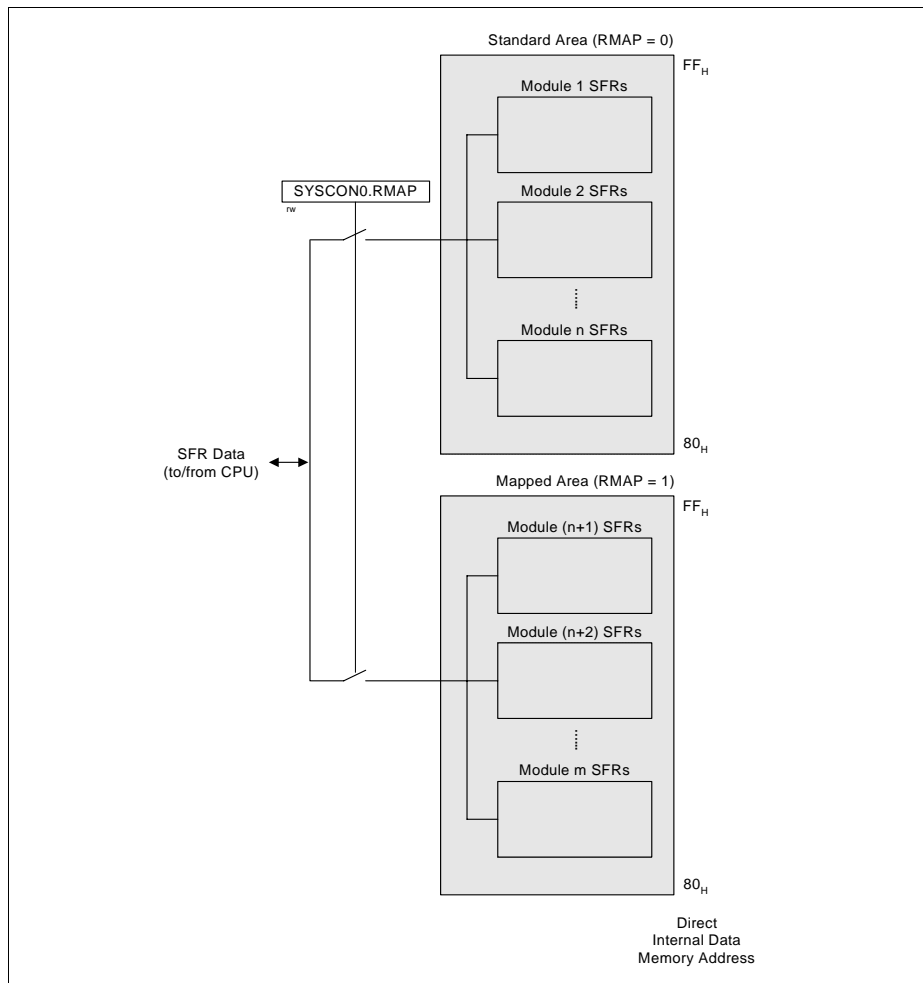 Standard Area (RMAP = 0)
FFH
Module 1 SFRs
SYSCON0.RMAP
rw
Module 2 SFRs
Module n SFRs
80H
SFR Data
(to/from CPU)
Mapped Area (RMAP = 1)
FFH
Module (n+1) SFRs
Module (n+2) SFRs
Module m SFRs
80H
Direct
Internal Data
Memory Address